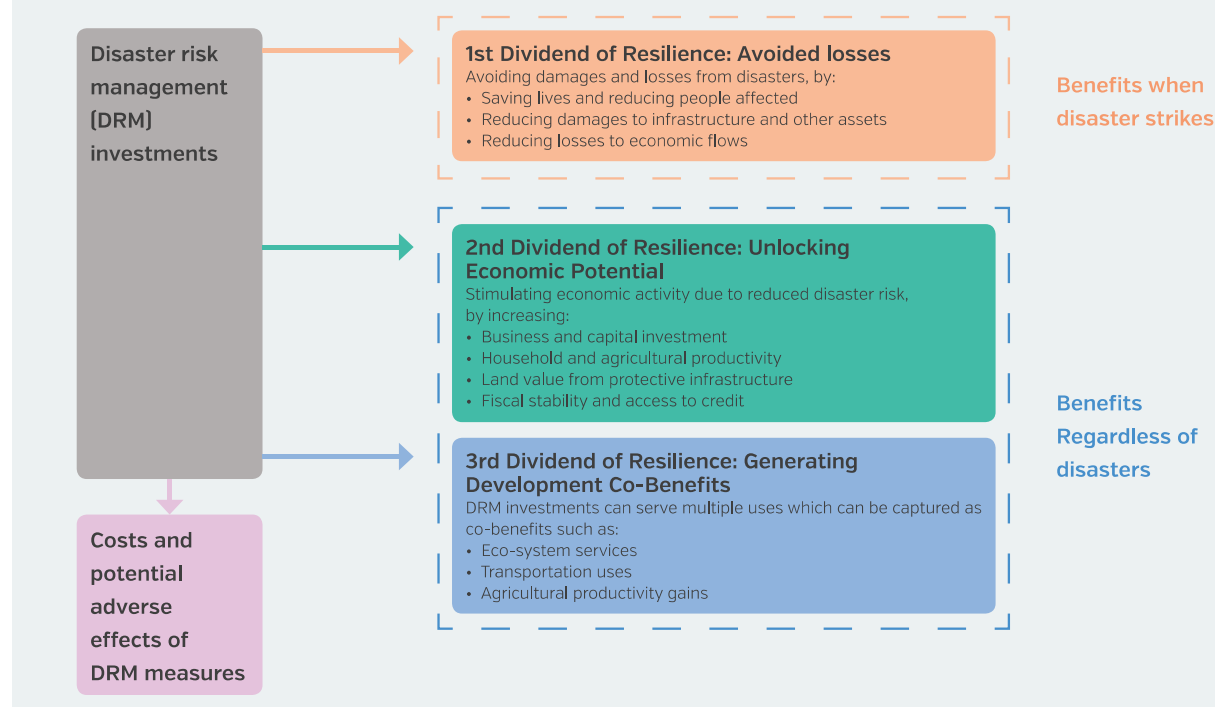 Disaster risk
management
(DRM)
investments
1st Dividend of Resilience: Avoided losses
Avoiding damages and losses from disasters, by:
• Saving lives and reducing people affected
• Reducing damages to infrastructure and other assets
• Reducing losses to economic flows
Benefits when
disaster strikes
2nd Dividend of Resilience: Unlocking
Economic Potential
Stimulating economic activity due to reduced disaster risk,
by increasing:
• Business and capital investment
• Household and agricultural productivity
• Land value from protective infrastructure
• Fiscal stability and access to credit
3rd Dividend of Resilience: Generating
Development Co-Benefits
DRM investments can serve multiple uses which can be captured as
co-benefits such as:
• Eco-system services
• Transportation uses
• Agricultural productivity gains
Benefits
Regardless of
disasters
Costs and
potential
adverse
effects of
DRM measures